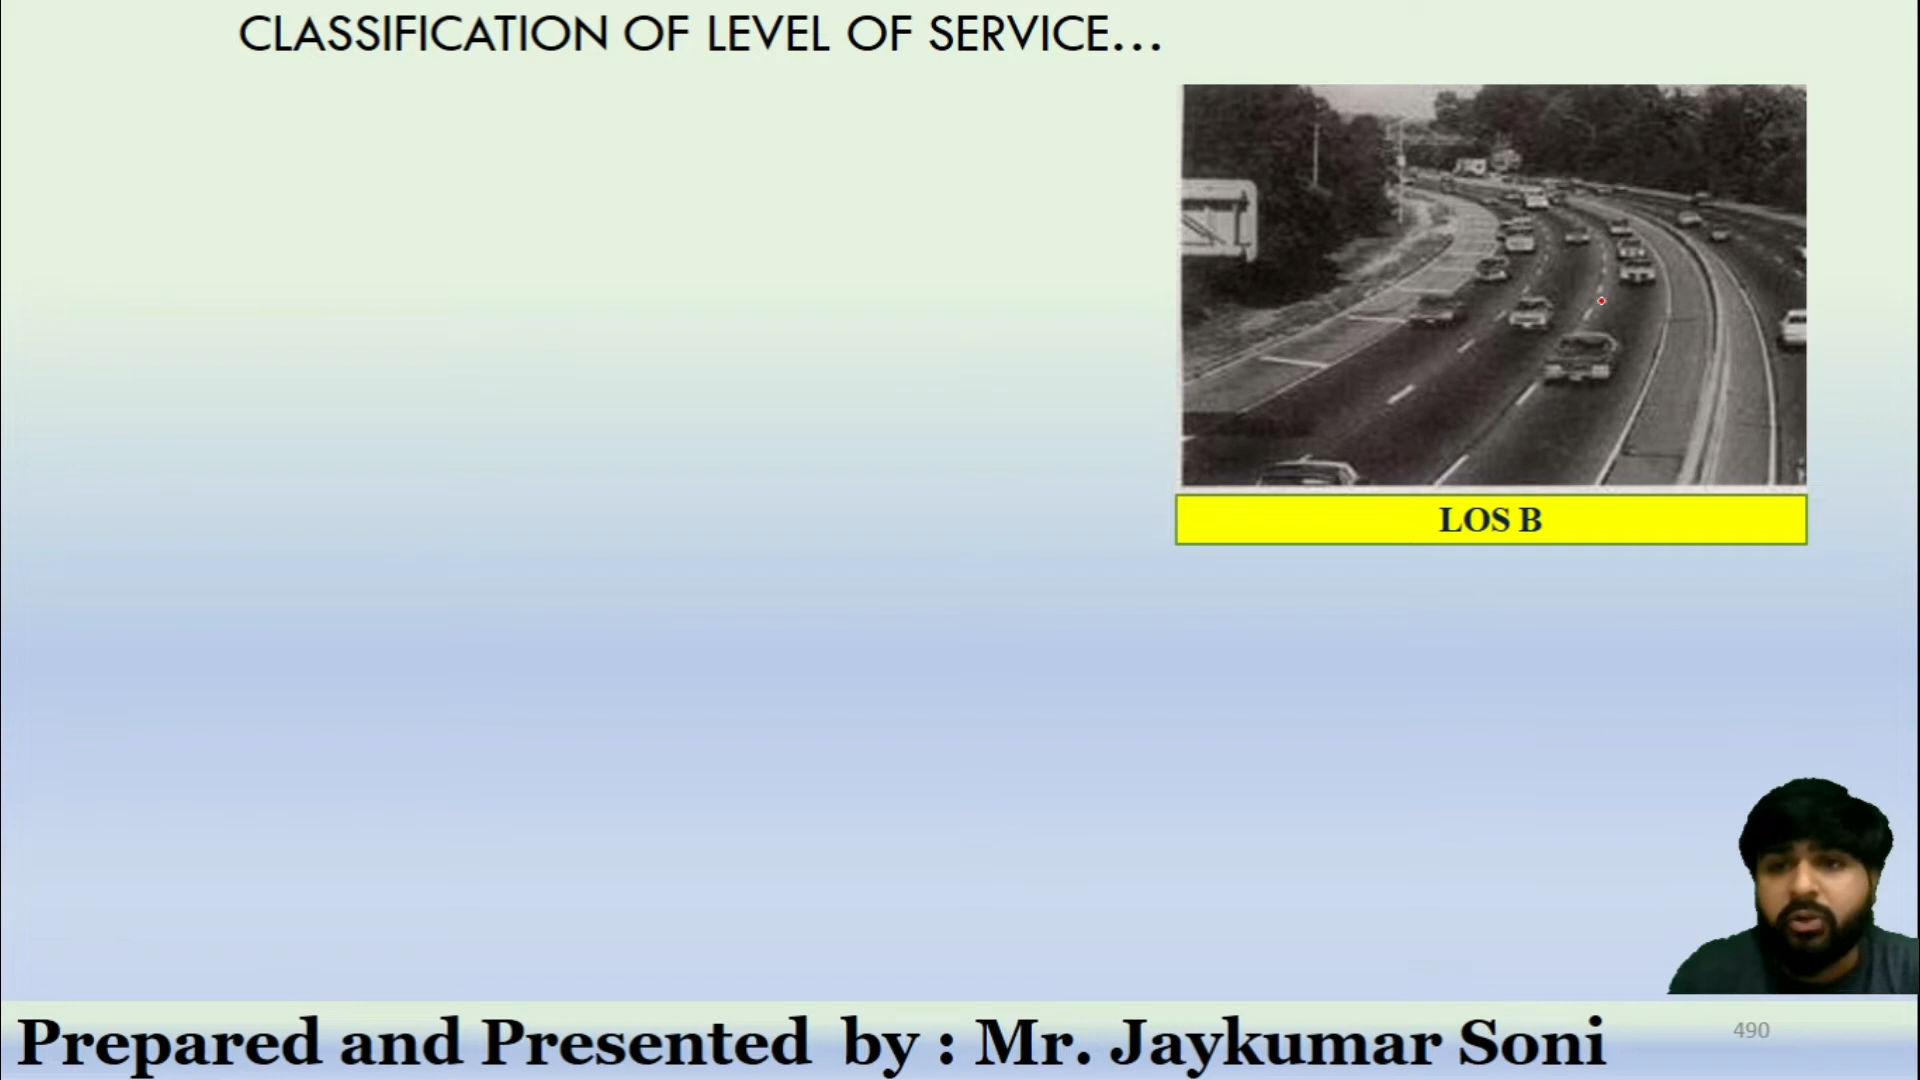 CLASSIFICATION OF LEVEL OF SERVICE...
LOS B
Prepared and Presented by : Mr. Jaykumar Soni
490